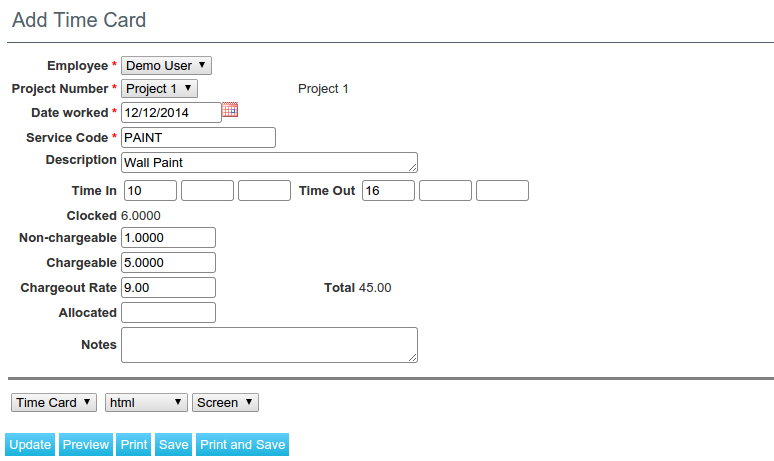 Add Time Card
Employee * Demo User
Project Number * Project 1 Project 1
Date worked * 12/12/2014
Service Code * PAINT
Description Wall Paint
Time In 10 Time Out 16
Clocked 6.0000
Non-chargeable 1.0000
Chargeable 5.0000
Chargeout Rate 9.00 Total 45.00
Allocated
Notes
Time Card html Screen
Update Preview Print Save Print and Save